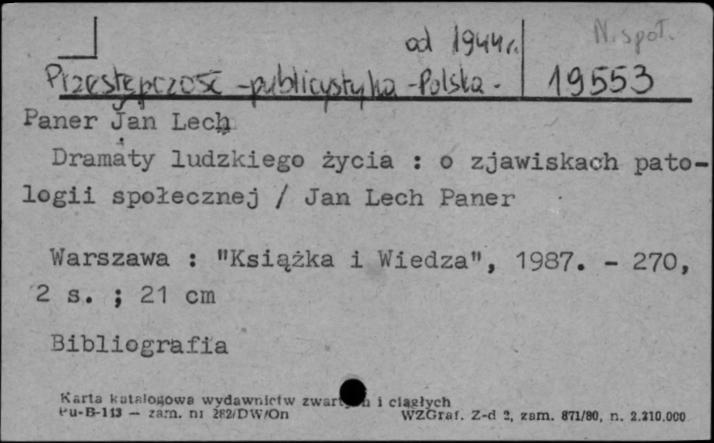 od 1944 r. N. społ.
Przestępczość - publicystyka - Polska - 19553
Paner Jan Lech
Dramaty ludzkiego życia : o zjawiskach pato-
logii społecznej / Jan Lech Paner
Warszawa : "Książka i Wiedza", 1987. - 270,
2 s. ; 21 cm
Bibliografia
Karta katalogowa wydawnictw zwartych i ciągłych
Pu-B-113 — zam. nr 282/DW/On WZGraf. Z-d 2, zam. 871/80, n. 2.210.000